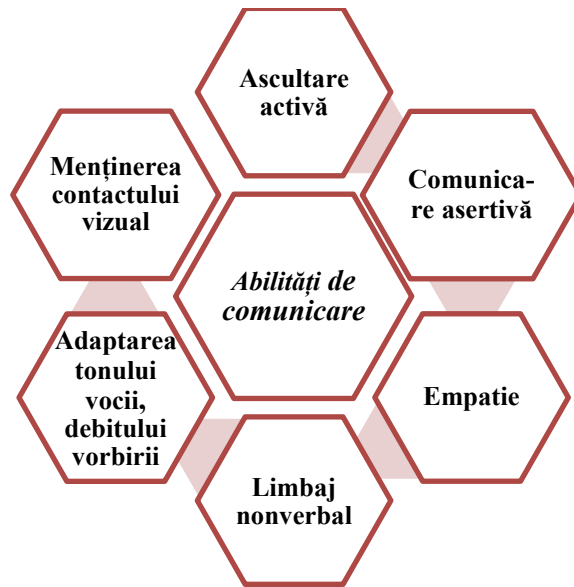 Ascultare
activă
Comunica-
re asertivă
Empatie
Limbaj
nonverbal
Adaptarea
tonului
vocii,
debitului
vorbirii
Menținerea
contactului
vizual
Abilități de
comunicare